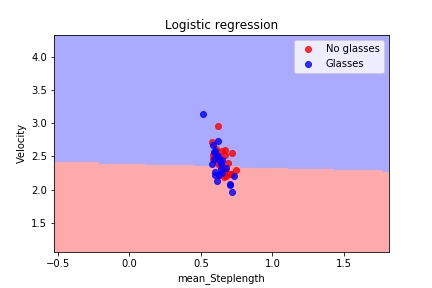 Logistic regression
No glasses
Glasses
Velocity
4.0
3.5
3.0
2.5
2.0
1.5
-0.5 0.0 0.5 1.0 1.5
mean_Steplength